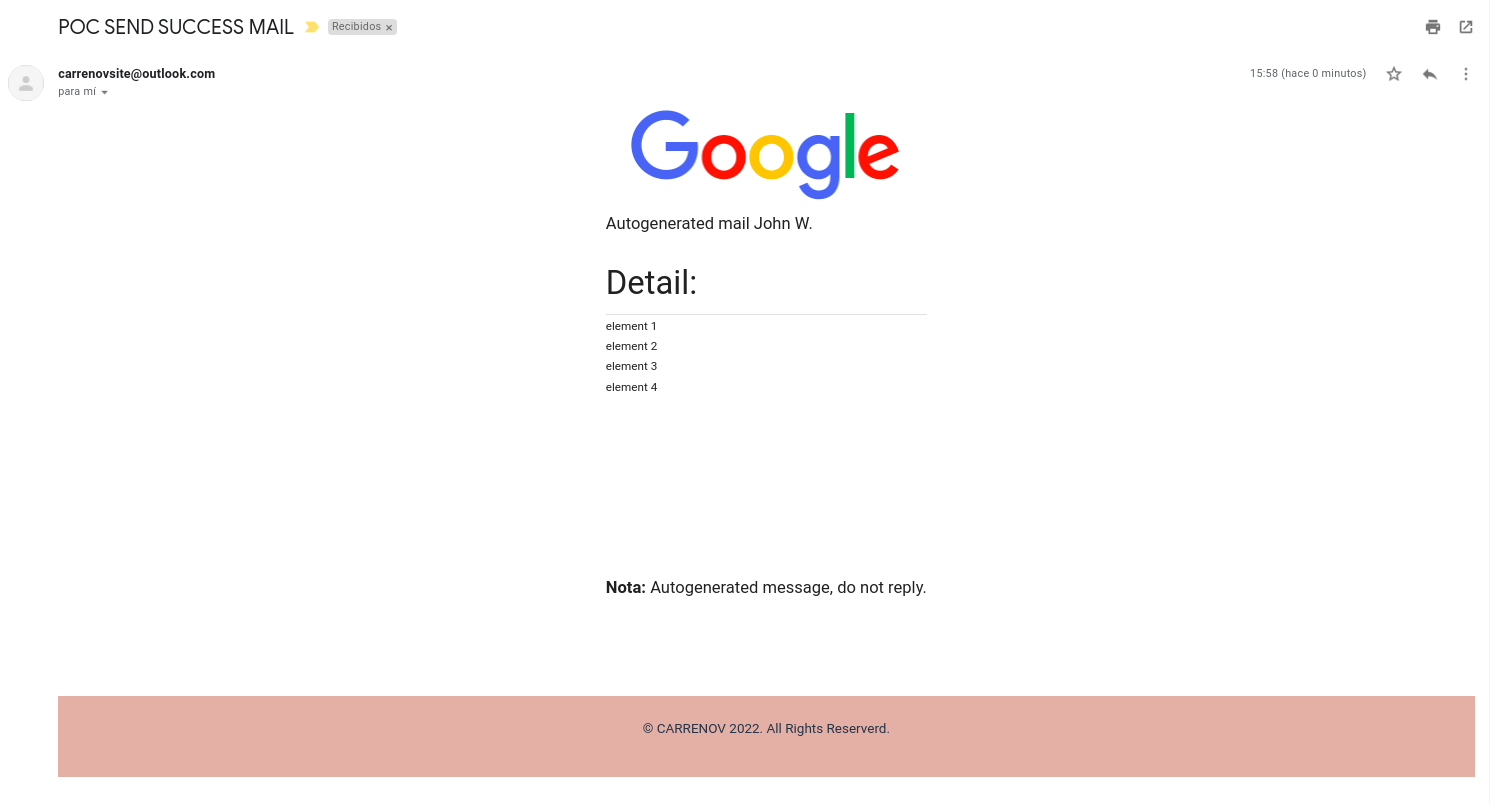 POC SEND SUCCESS MAIL Recibidos ×
carrenovsite@outlook.com 15:58 (hace 0 minutos)
para mí
Google
Autogenerated mail John W.
Detail:
element 1
element 2
element 3
element 4
Nota: Autogenerated message, do not reply.
© CARRENOV 2022. All Rights Reserverd.